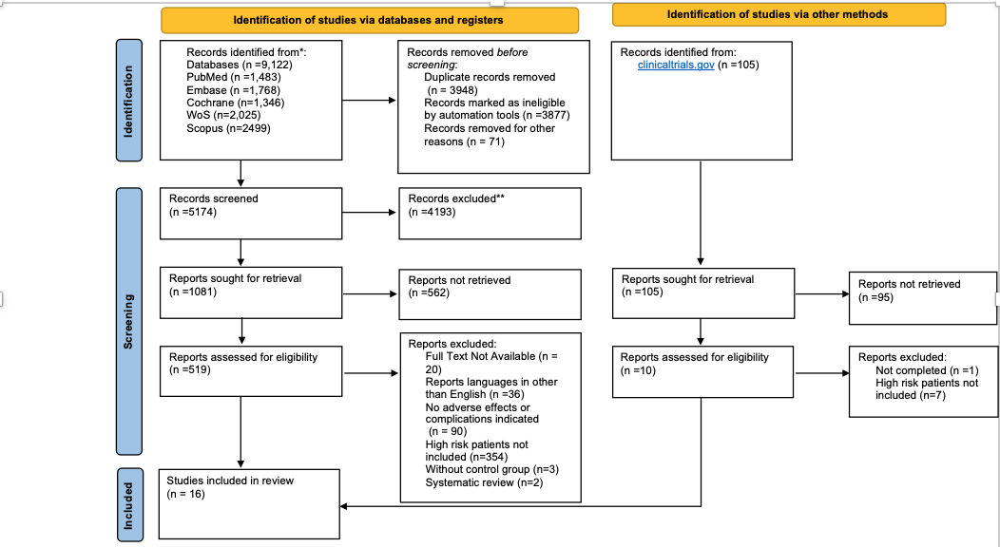 Identification of studies via databases and registers
Identification of studies via other methods
Identification
Records identified from*:
Databases (n =9,122)
PubMed (n =1,483)
Embase (n =1,768)
Cochrane (n=1,346)
WoS (n=2,025)
Scopus (n=2499)
Records removed before
screening:
Duplicate records removed
(n = 3948)
Records marked as ineligible
by automation tools (n =3877)
Records removed for other
reasons (n = 71)
Records identified from:
clinicaltrials.gov (n =105)
Screening
Records screened
(n =5174)
Records excluded**
(n =4193)
Reports sought for retrieval
(n =1081)
Reports not retrieved
(n =562)
Reports sought for retrieval
(n =105)
Reports not retrieved
(n =95)
Reports assessed for eligibility
(n =519)
Reports excluded:
Full Text Not Available (n =
20)
Reports languages in other
than English (n =36)
No adverse effects or
complications indicated
(n = 90)
High risk patients not
included (n=354)
Without control group (n=3)
Systematic review (n=2)
Reports assessed for eligibility
(n =10)
Reports excluded:
Not completed (n =1)
High risk patients not
included (n=7)
Included
Studies included in review
(n = 16)